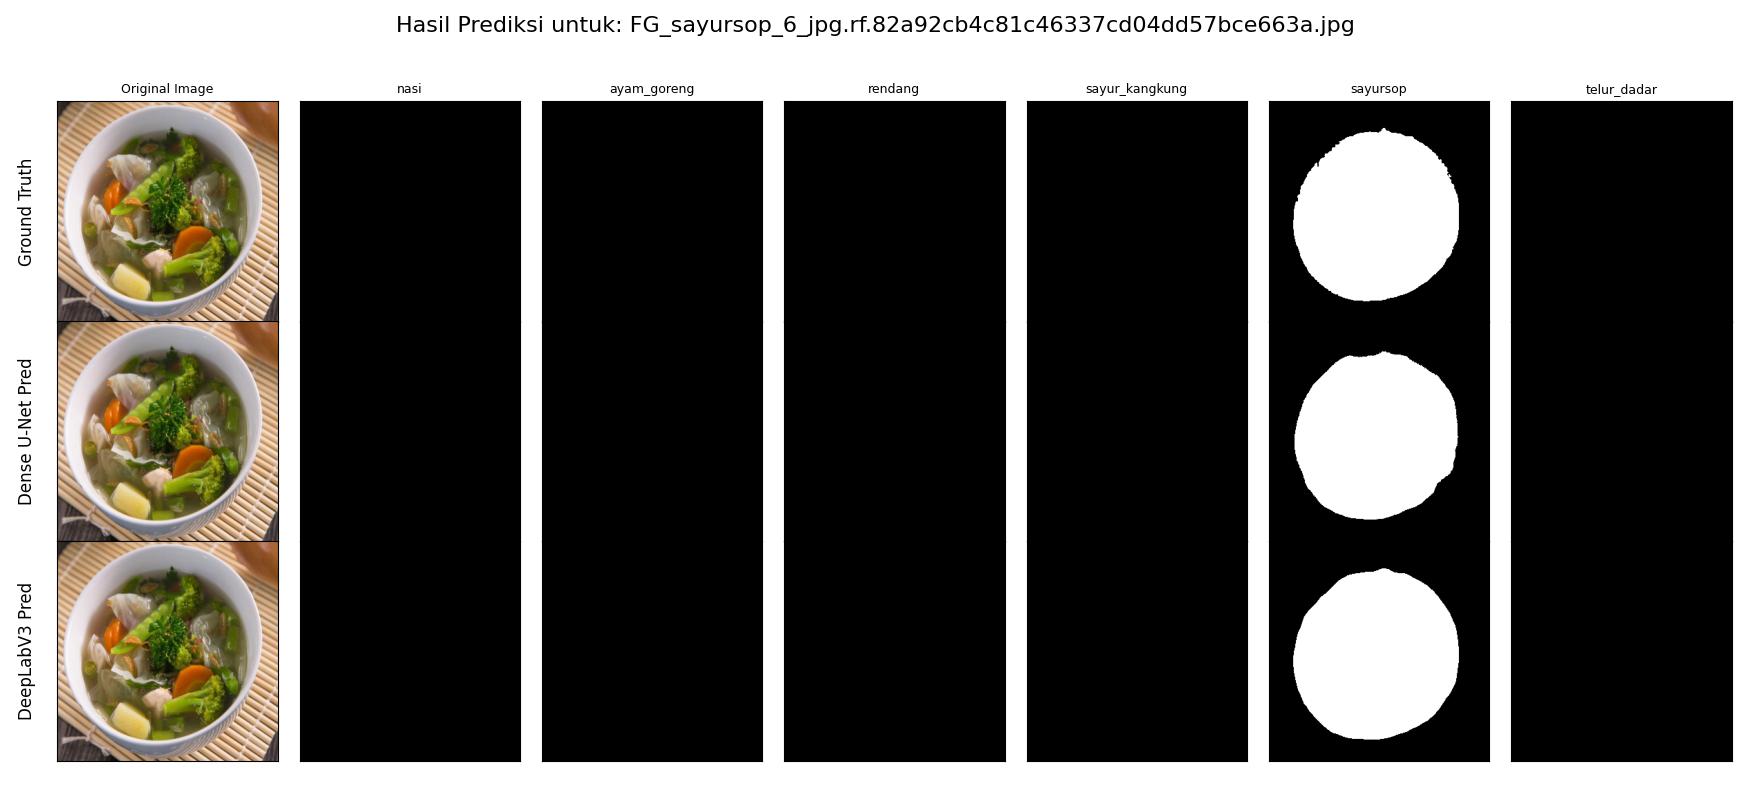 Hasil Prediksi untuk: FG_sayursop_6_jpg.rf.82a92cb4c81c46337cd04dd57bce663a.jpg
Original Image
nasi
ayam_goreng
rendang
sayur_kangkung
sayursop
telur_dadar
Ground Truth
Dense U-Net Pred
DeepLabV3 Pred